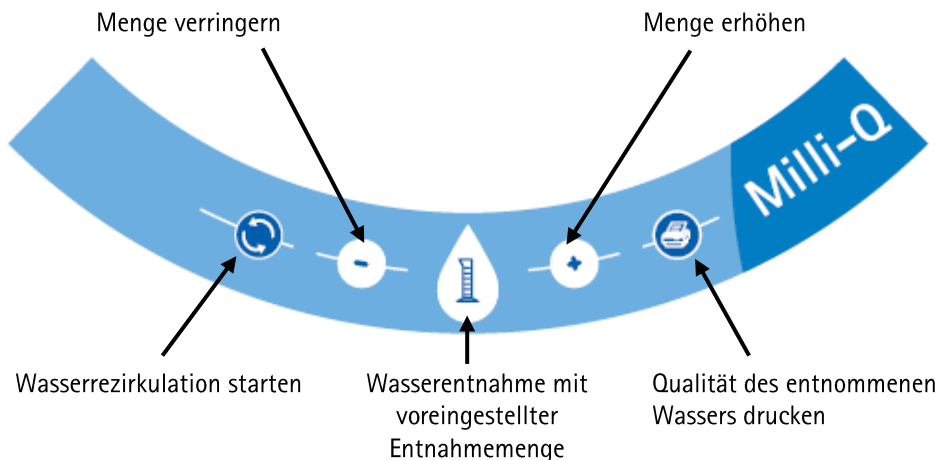 Menge verringern
Menge erhöhen
Milli-Q
-
+
Wasserrezirkulation starten
Wasserentnahme mit
voreingestellter
Entnahmemenge
Qualität des entnommenen
Wassers drucken